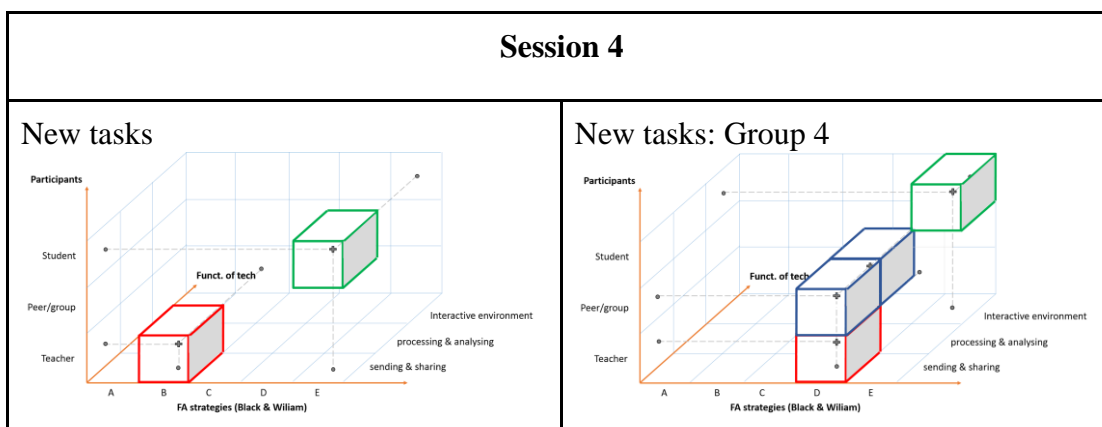 Session 4
New tasks
Participants
Student
Funct. of tech
Peer/group
Interactive environment
processing & analysing
Teacher
sending & sharing
A B C D E
FA strategies (Black & Wiliam)
New tasks: Group 4
Participants
Student
Funct. of tech
Peer/group
Interactive environment
processing & analysing
Teacher
sending & sharing
A B C D E
FA strategies (Black & Wiliam)